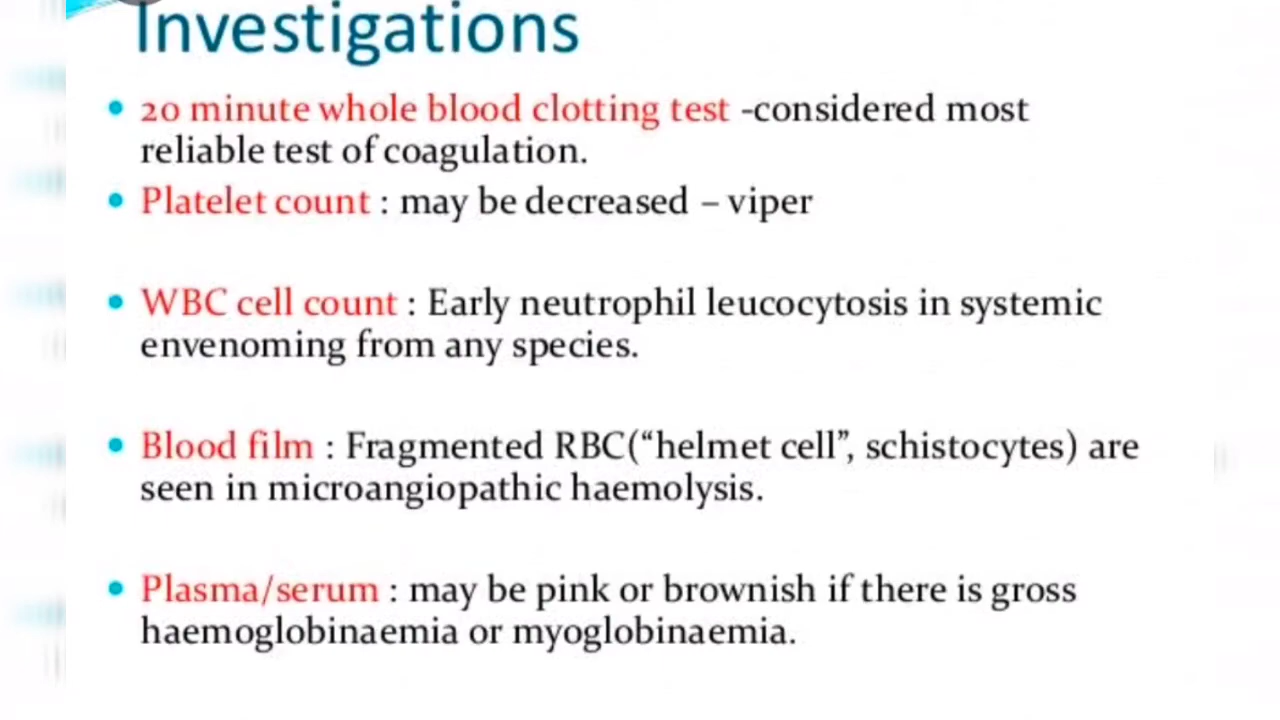 Investigations
• 20 minute whole blood clotting test -considered most
reliable test of coagulation.
• Platelet count : may be decreased – viper
• WBC cell count : Early neutrophil leucocytosis in systemic
envenoming from any species.
• Blood film : Fragmented RBC(“helmet cell”, schistocytes) are
seen in microangiopathic haemolysis.
• Plasma/serum : may be pink or brownish if there is gross
haemoglobinaemia or myoglobinaemia.